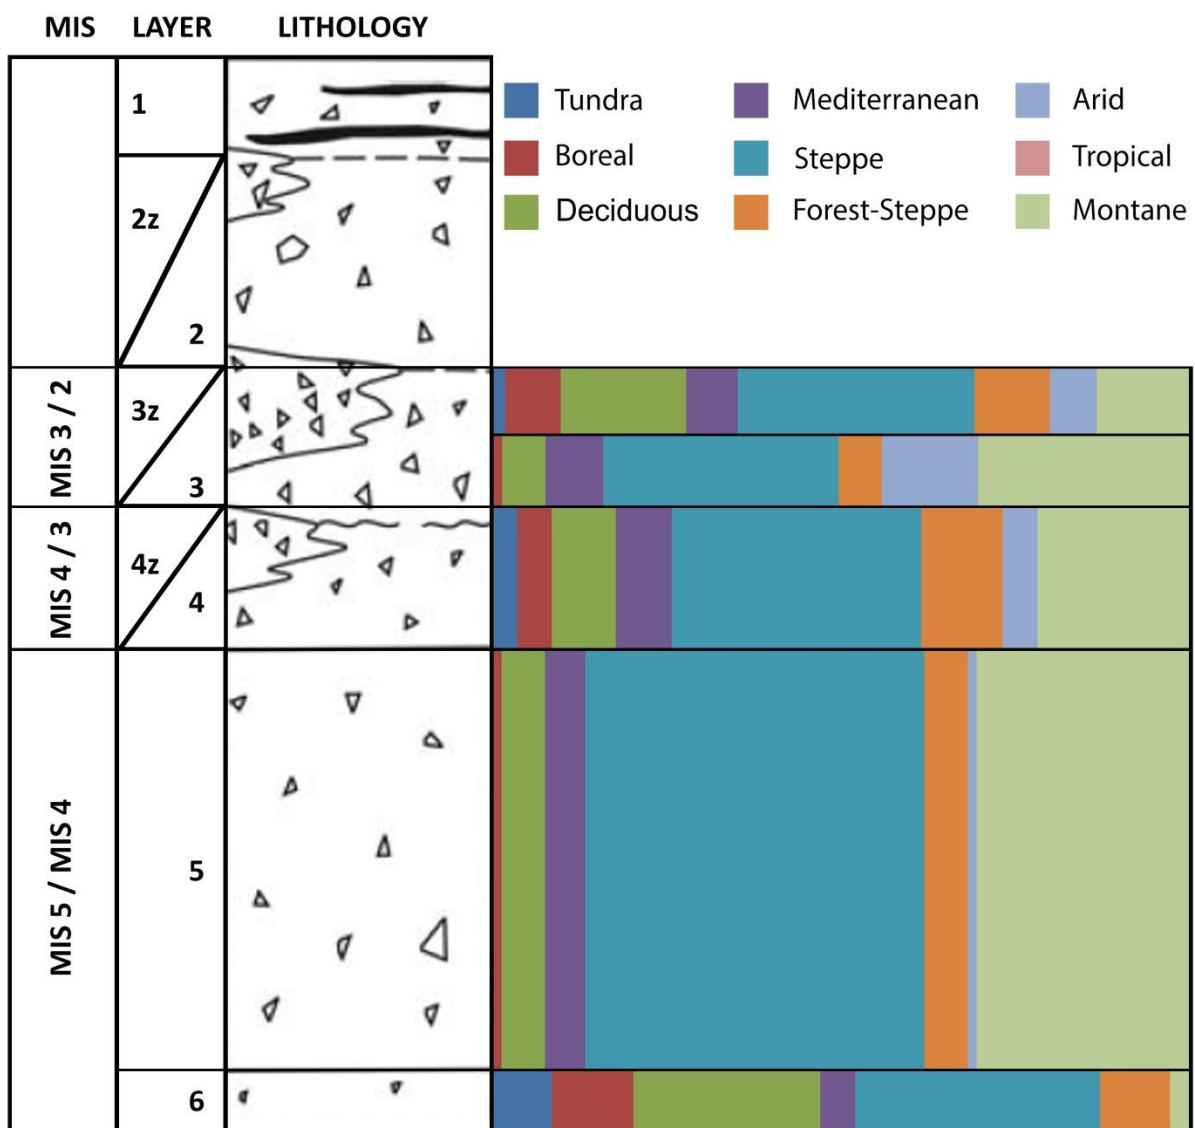 MIS LAYER LITHOLOGY
1
Tundra Mediterranean Arid
Boreal Steppe Tropical
Deciduous Forest-Steppe Montane
2z
2
MIS 3 / 2
3z
3
MIS 4 / 3
4z
4
MIS 5 / MIS 4
5
6